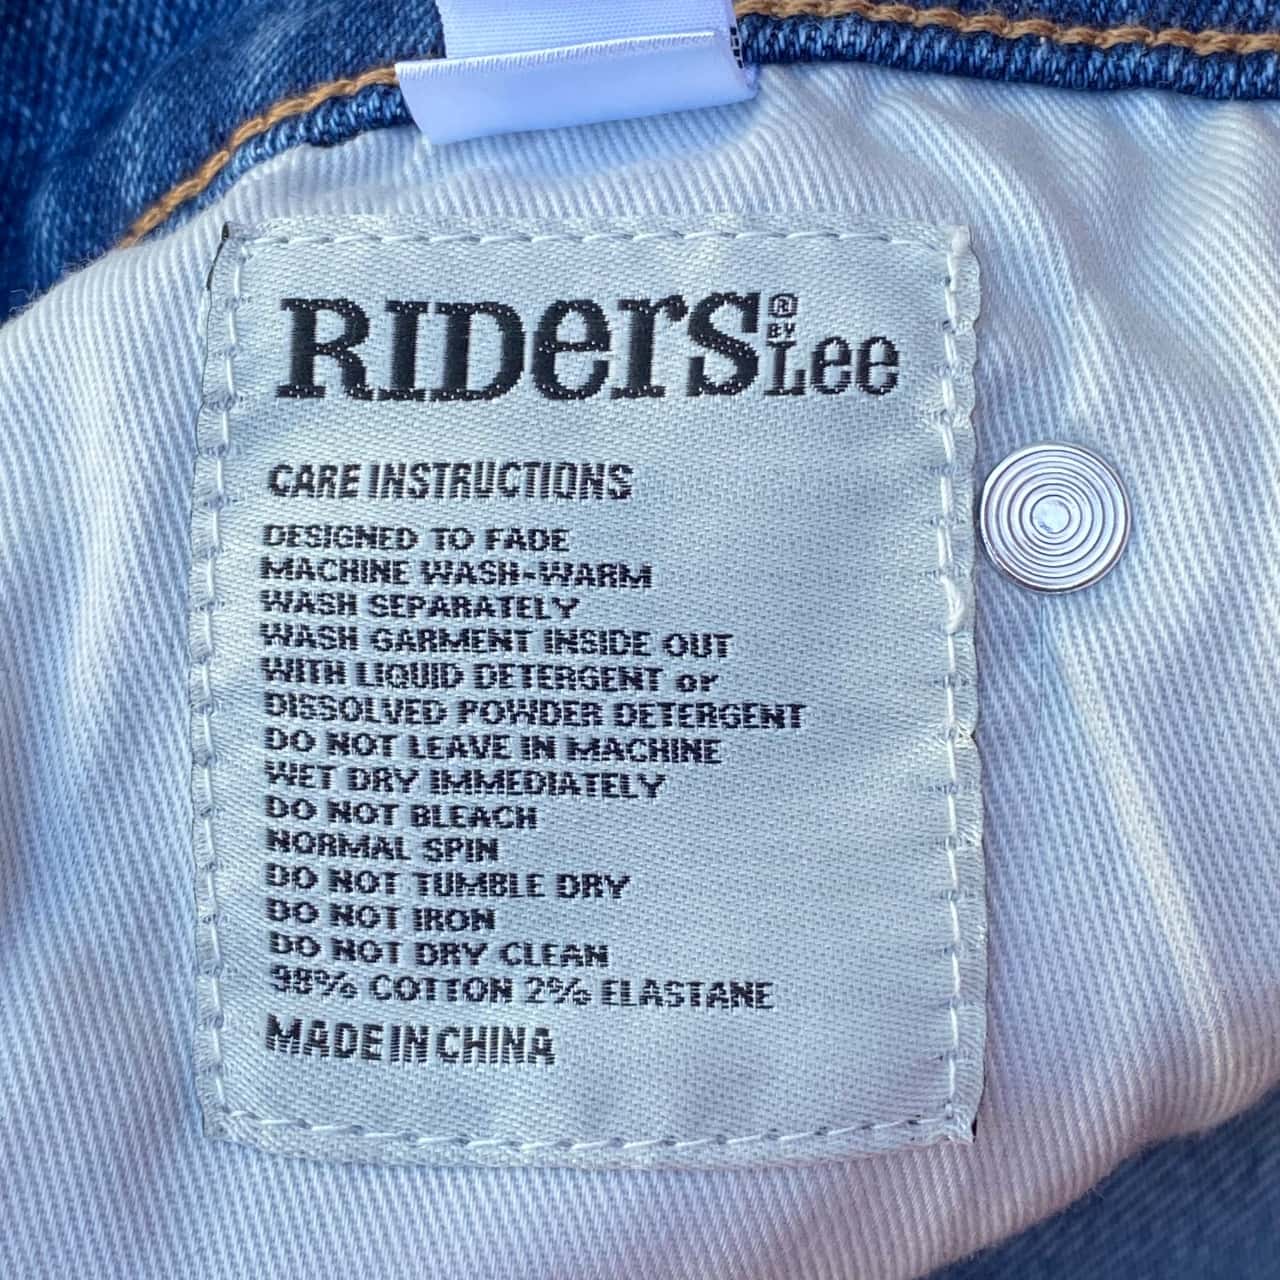 RIDers® BY Lee
CARE INSTRUCTIONS
DESIGNED TO FADE
MACHINE WASH-WARM
WASH SEPARATELY
WASH GARMENT INSIDE OUT
WITH LIQUID DETERGENT or
DISSOLVED POWDER DETERGENT
DO NOT LEAVE IN MACHINE
WET DRY IMMEDIATELY
DO NOT BLEACH
NORMAL SPIN
DO NOT TUMBLE DRY
DO NOT IRON
DO NOT DRY CLEAN
98% COTTON 2% ELASTANE
MADE IN CHINA